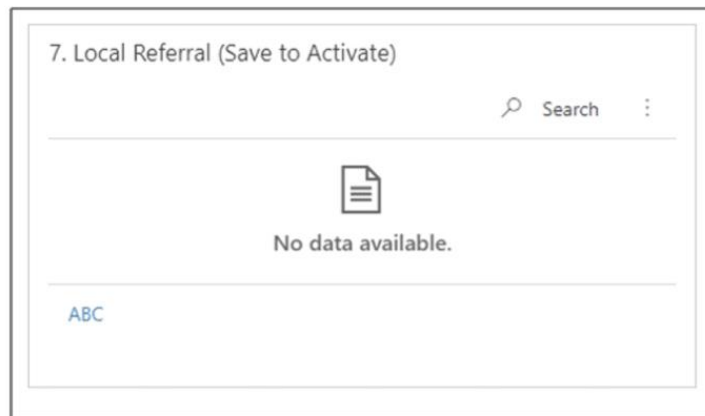 7. Local Referral (Save to Activate)
Search
No data available.
ABC